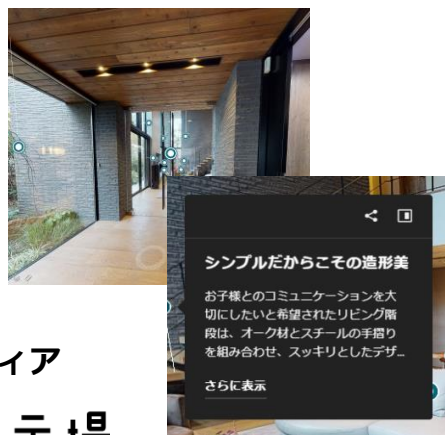 シンプルだからこその造形美
お子様とのコミュニケーションを大
切にしたいと希望されたリビング階
段は、オーク材とスチールの手摺り
を組み合わせ、スッキリとしたデザ...
さらに表示
ィア